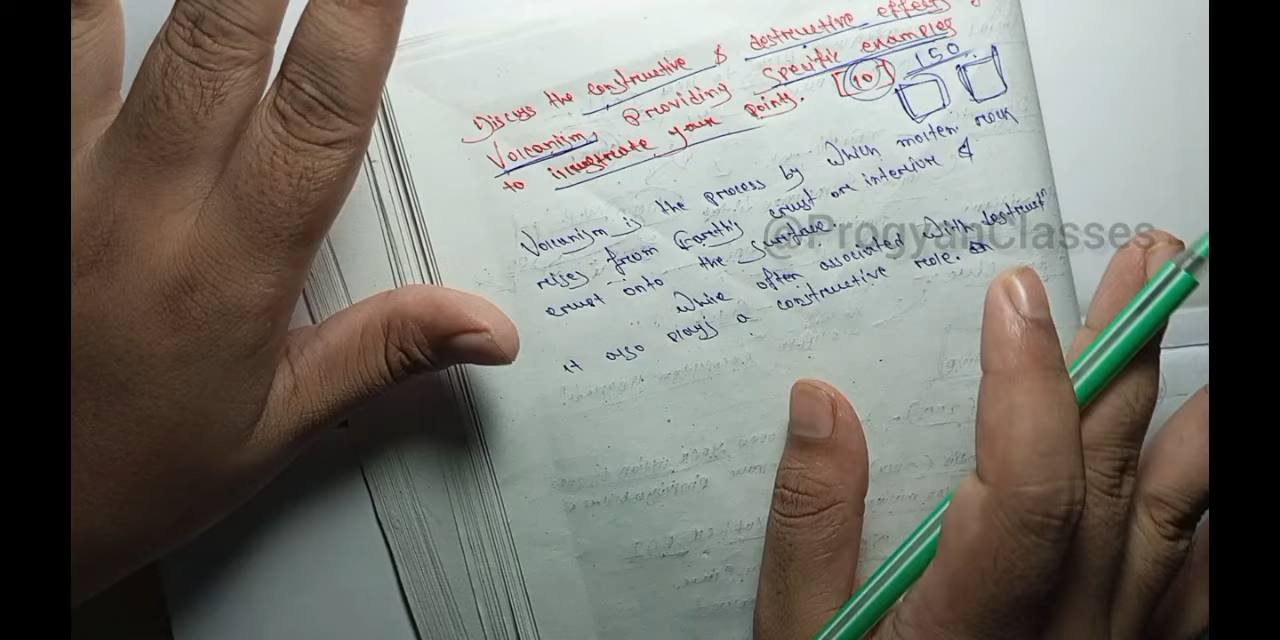 Discuss the constructive & destructive effects
Volcanism, providing specific examples
to illustrate your points. [10] 150
Volcanism is the process by which molten rock
rises from Earth's crust or interiore &
erupt onto the surface.
While often associated with destructn
it also plays a constructive role.
@ProgyanClasses